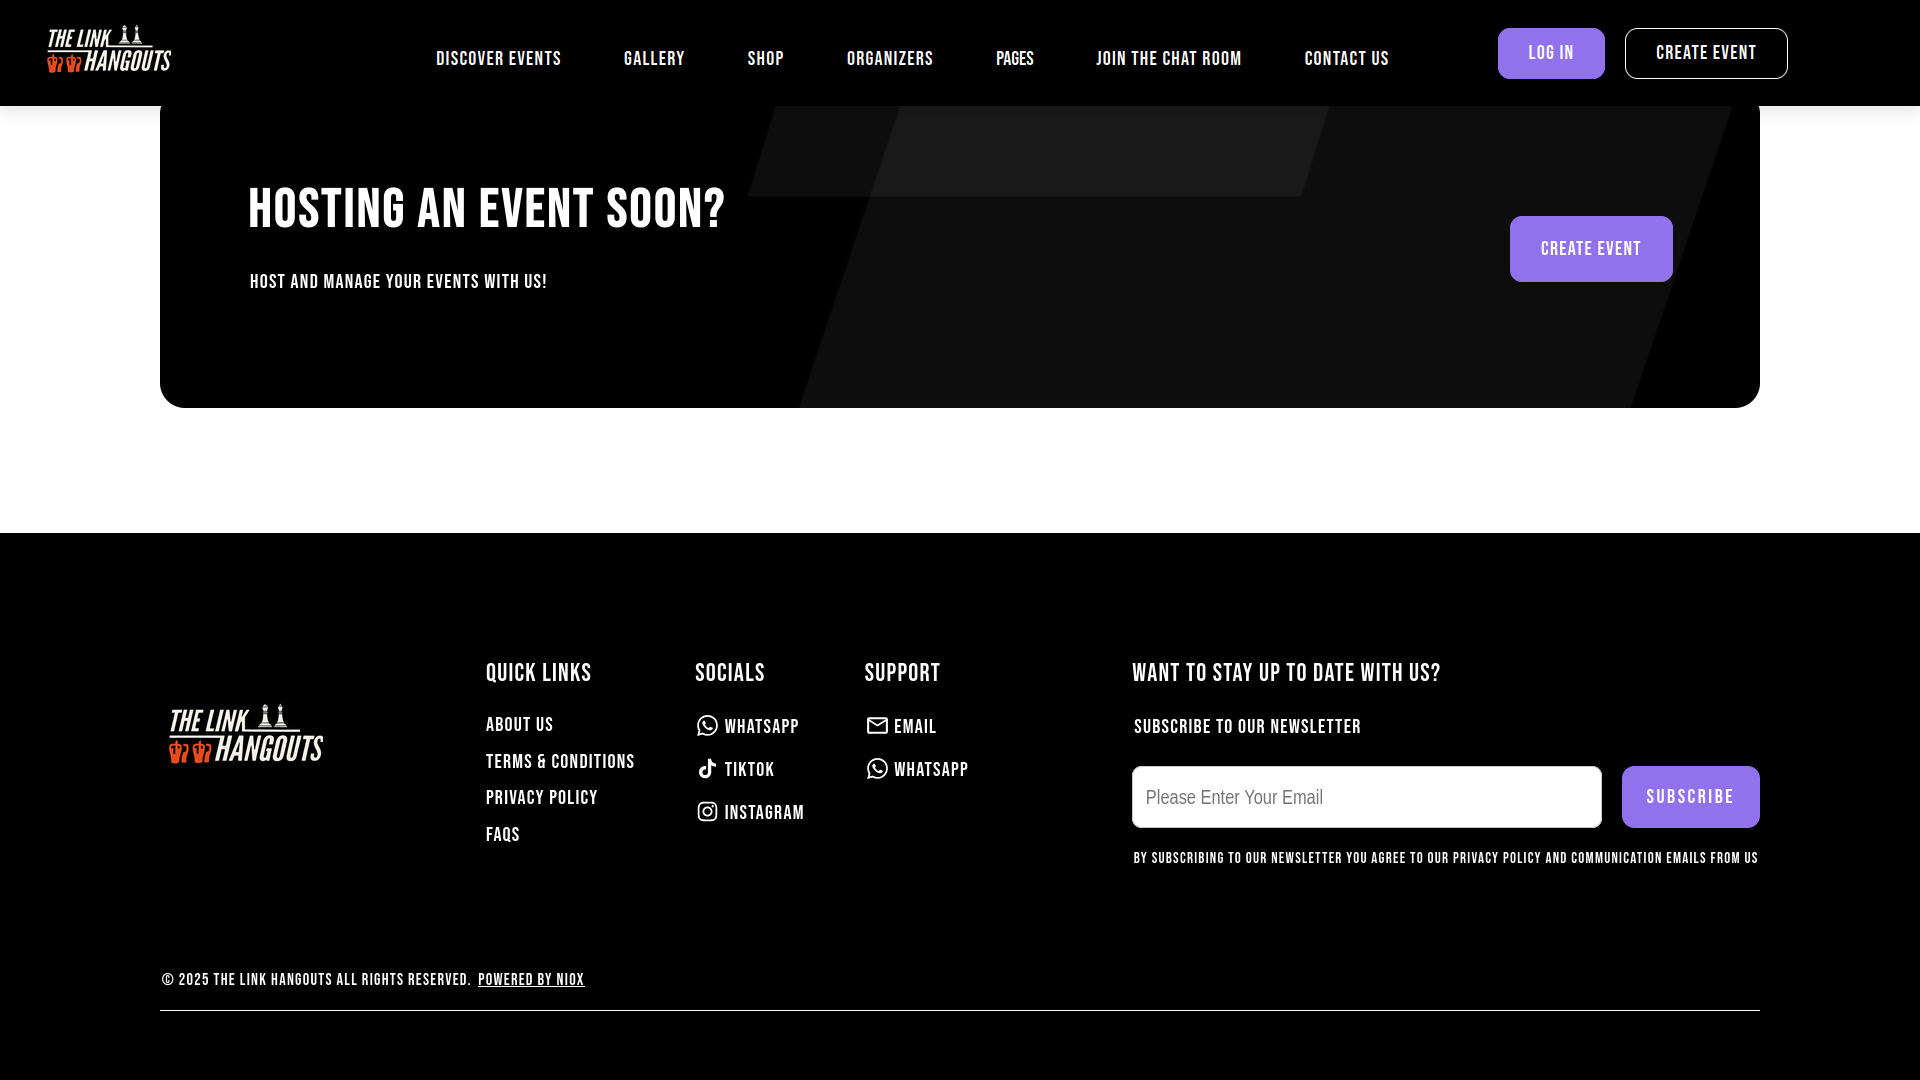 THE LINK
HANGOUTS
DISCOVER EVENTS
GALLERY
SHOP
ORGANIZERS
PAGES
JOIN THE CHAT ROOM
CONTACT US
LOG IN
CREATE EVENT
HOSTING AN EVENT SOON?
HOST AND MANAGE YOUR EVENTS WITH US!
CREATE EVENT
THE LINK
HANGOUTS
QUICK LINKS
ABOUT US
TERMS & CONDITIONS
PRIVACY POLICY
FAQS
SOCIALS
WHATSAPP
TIKTOK
INSTAGRAM
SUPPORT
EMAIL
WHATSAPP
WANT TO STAY UP TO DATE WITH US?
SUBSCRIBE TO OUR NEWSLETTER
Please Enter Your Email
SUBSCRIBE
BY SUBSCRIBING TO OUR NEWSLETTER YOU AGREE TO OUR PRIVACY POLICY AND COMMUNICATION EMAILS FROM US
© 2025 THE LINK HANGOUTS ALL RIGHTS RESERVED. POWERED BY NIOX